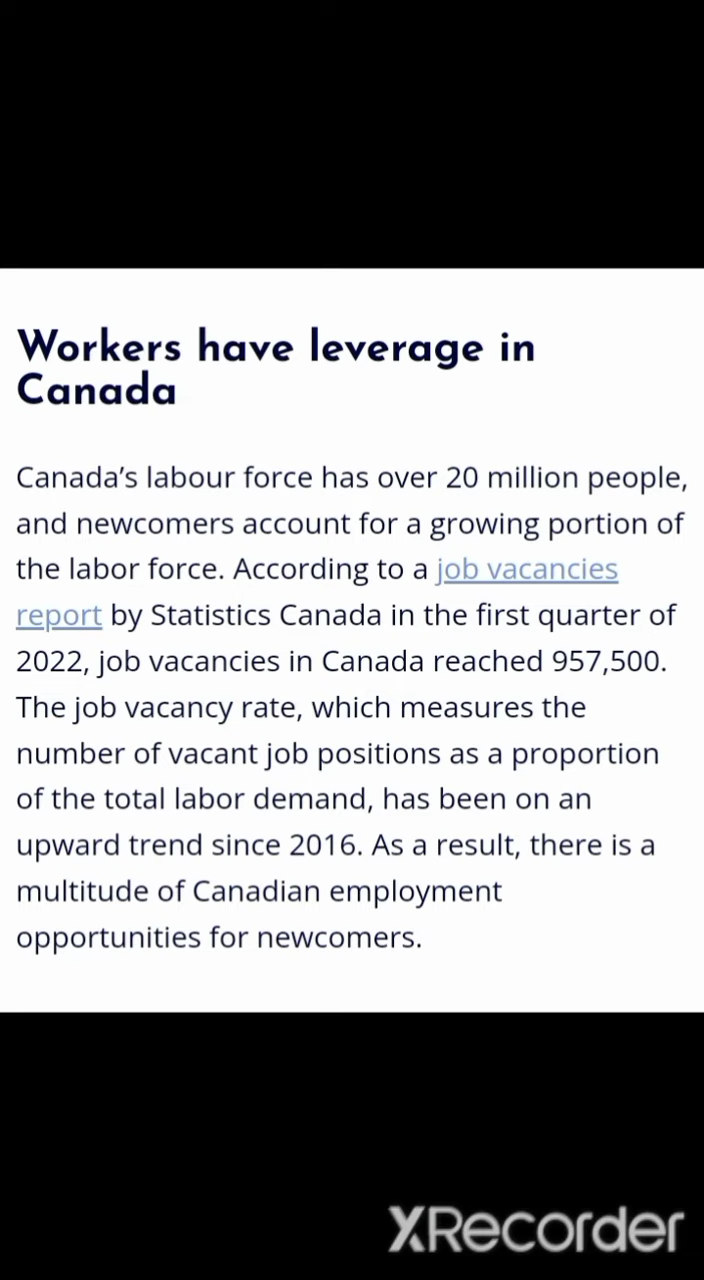 Workers have leverage in
Canada
Canada’s labour force has over 20 million people,
and newcomers account for a growing portion of
the labor force. According to a job vacancies
report by Statistics Canada in the first quarter of
2022, job vacancies in Canada reached 957,500.
The job vacancy rate, which measures the
number of vacant job positions as a proportion
of the total labor demand, has been on an
upward trend since 2016. As a result, there is a
multitude of Canadian employment
opportunities for newcomers.
XRecorder